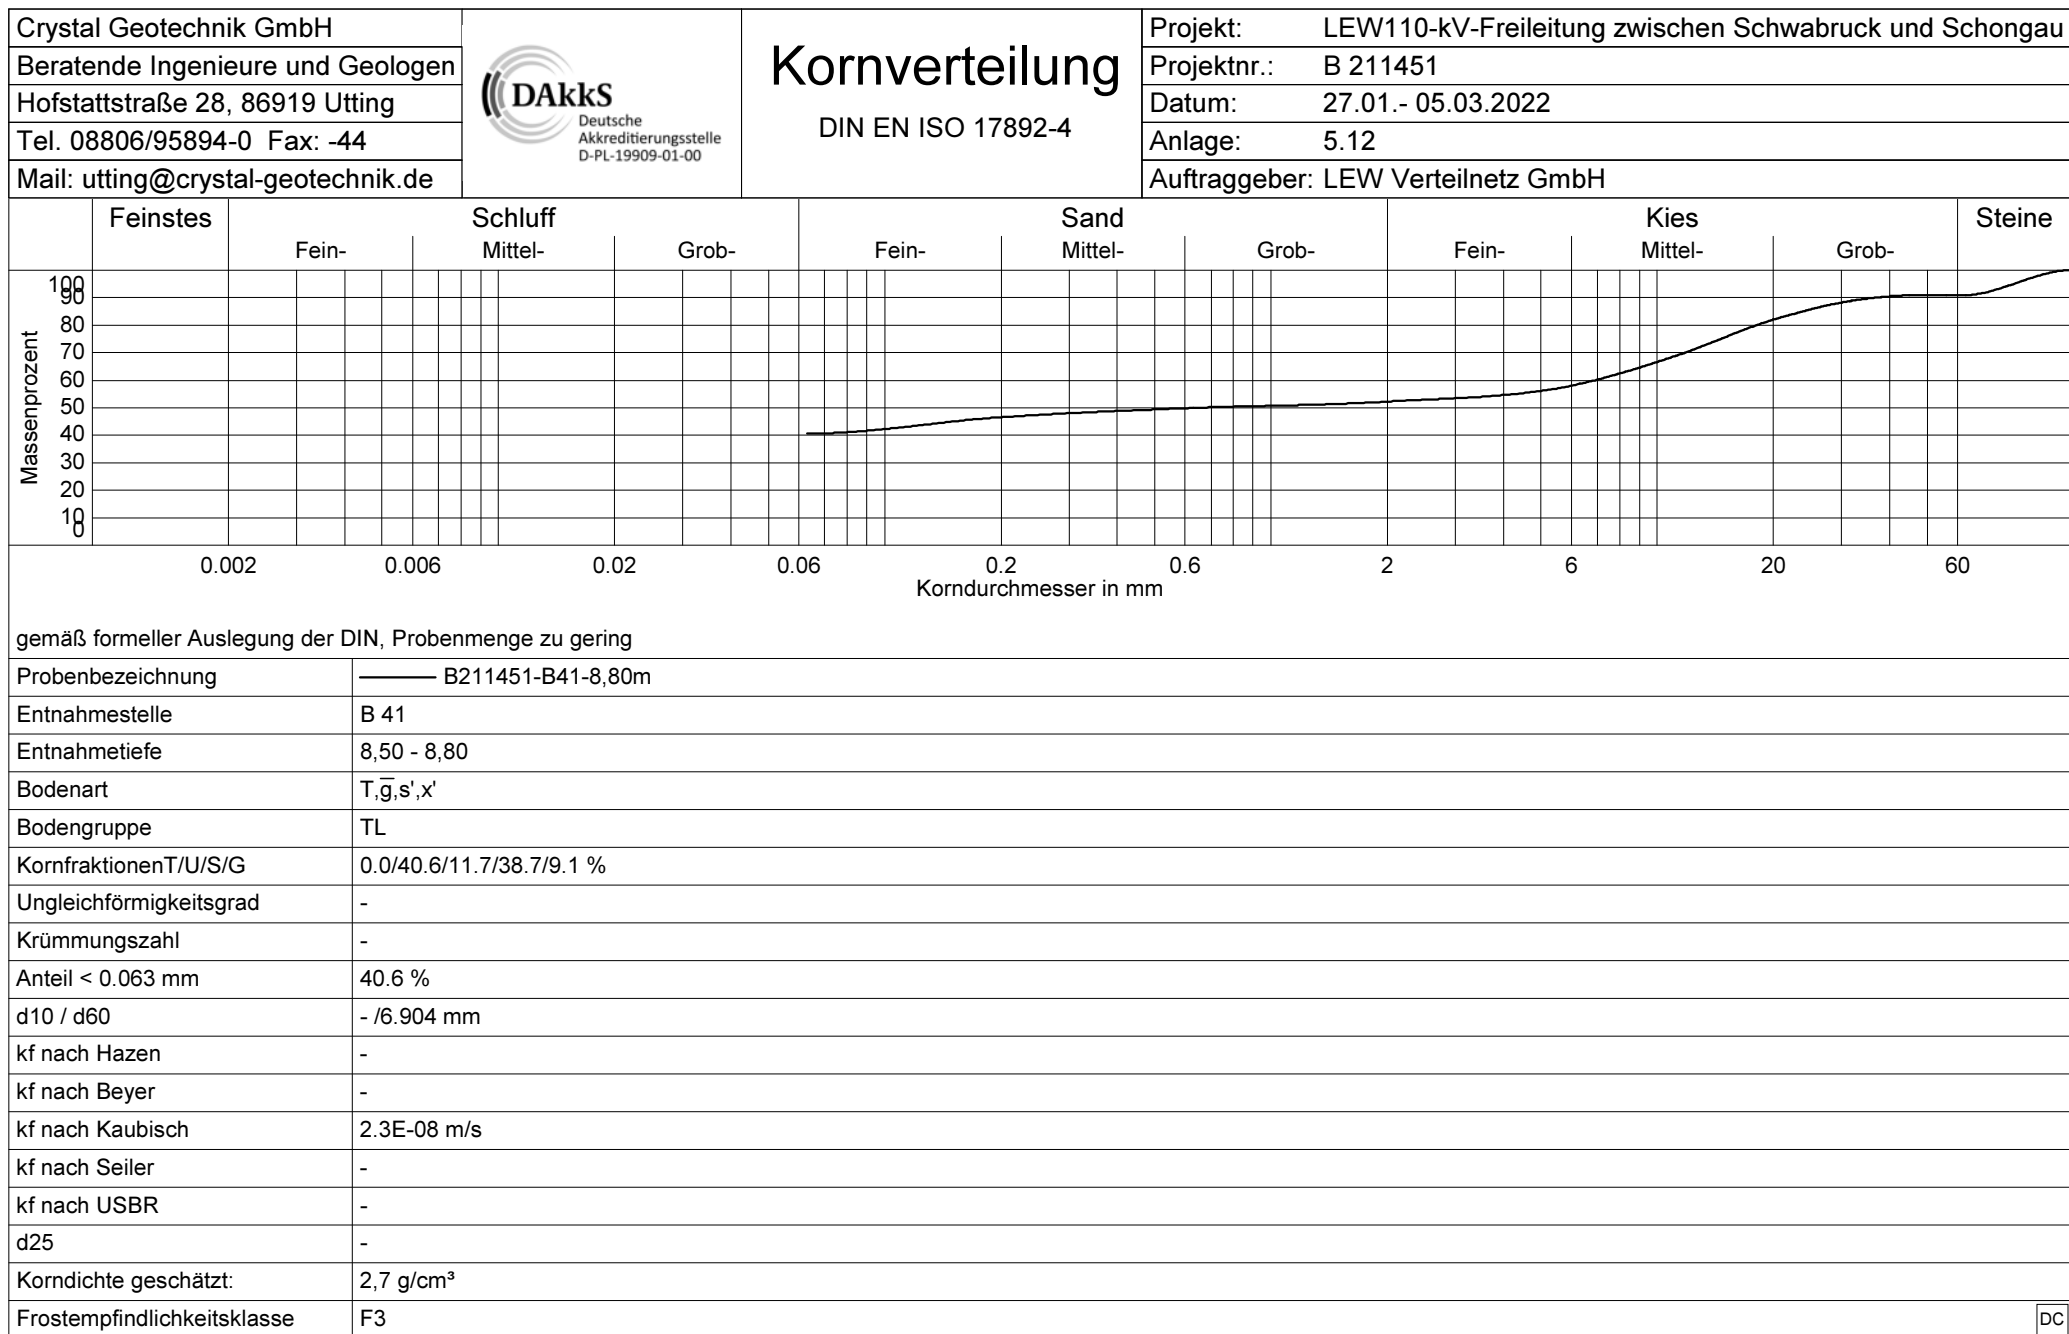 Crystal Geotechnik GmbH
Beratende Ingenieure und Geologen
Hofstattstraße 28, 86919 Utting
Tel. 08806/95894-0 Fax: -44
Mail: utting@crystal-geotechnik.de
DAkkS
Deutsche
Akkreditierungsstelle
D-PL-19909-01-00
Kornverteilung
DIN EN ISO 17892-4
Projekt: LEW110-kV-Freileitung zwischen Schwabruck und Schongau
Projektnr.: B 211451
Datum: 27.01.- 05.03.2022
Anlage: 5.12
Auftraggeber: LEW Verteilnetz GmbH
Feinstes Schluff Sand Kies Steine
Fein- Mittel- Grob- Fein- Mittel- Grob- Fein- Mittel- Grob-
Massenprozent
100
90
80
70
60
50
40
30
20
10
0
0.002 0.006 0.02 0.06 0.2 0.6 2 6 20 60
Korndurchmesser in mm
gemäß formeller Auslegung der DIN, Probenmenge zu gering
Probenbezeichnung B211451-B41-8,80m
Entnahmestelle B 41
Entnahmetiefe 8,50 - 8,80
Bodenart T,g̅,s',x'
Bodengruppe TL
KornfraktionenT/U/S/G 0.0/40.6/11.7/38.7/9.1 %
Ungleichförmigkeitsgrad -
Krümmungszahl -
Anteil < 0.063 mm 40.6 %
d10 / d60 - /6.904 mm
kf nach Hazen -
kf nach Beyer -
kf nach Kaubisch 2.3E-08 m/s
kf nach Seiler -
kf nach USBR -
d25 -
Korndichte geschätzt: 2,7 g/cm³
Frostempfindlichkeitsklasse F3
DC